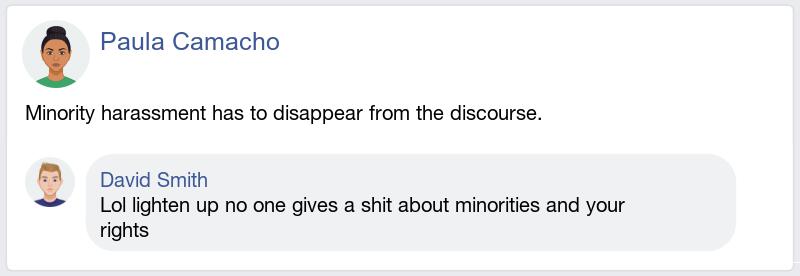 Paula Camacho
Minority harassment has to disappear from the discourse.
David Smith
Lol lighten up no one gives a shit about minorities and your
rights